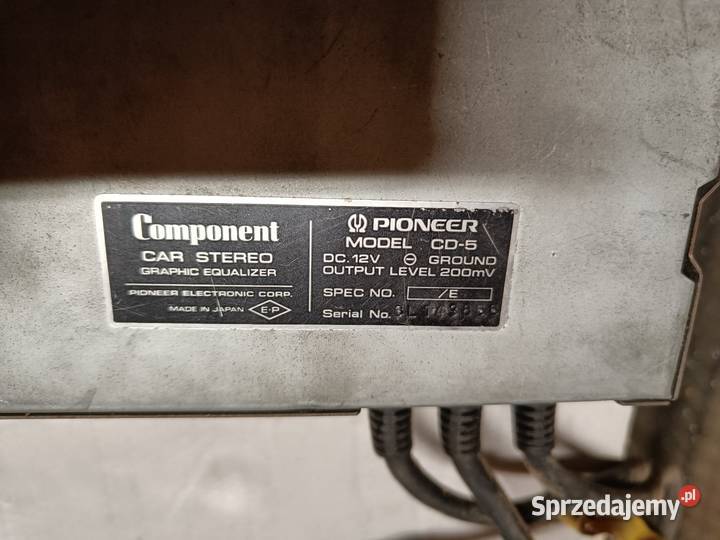 Component
CAR STEREO
GRAPHIC EQUALIZER
PIONEER ELECTRONIC CORP.
MADE IN JAPAN E·P
PIONEER
MODEL CD-5
DC. 12V ⊖ GROUND
OUTPUT LEVEL 200mV
SPEC NO. /E
Serial No.
Sprzedajemy.pl